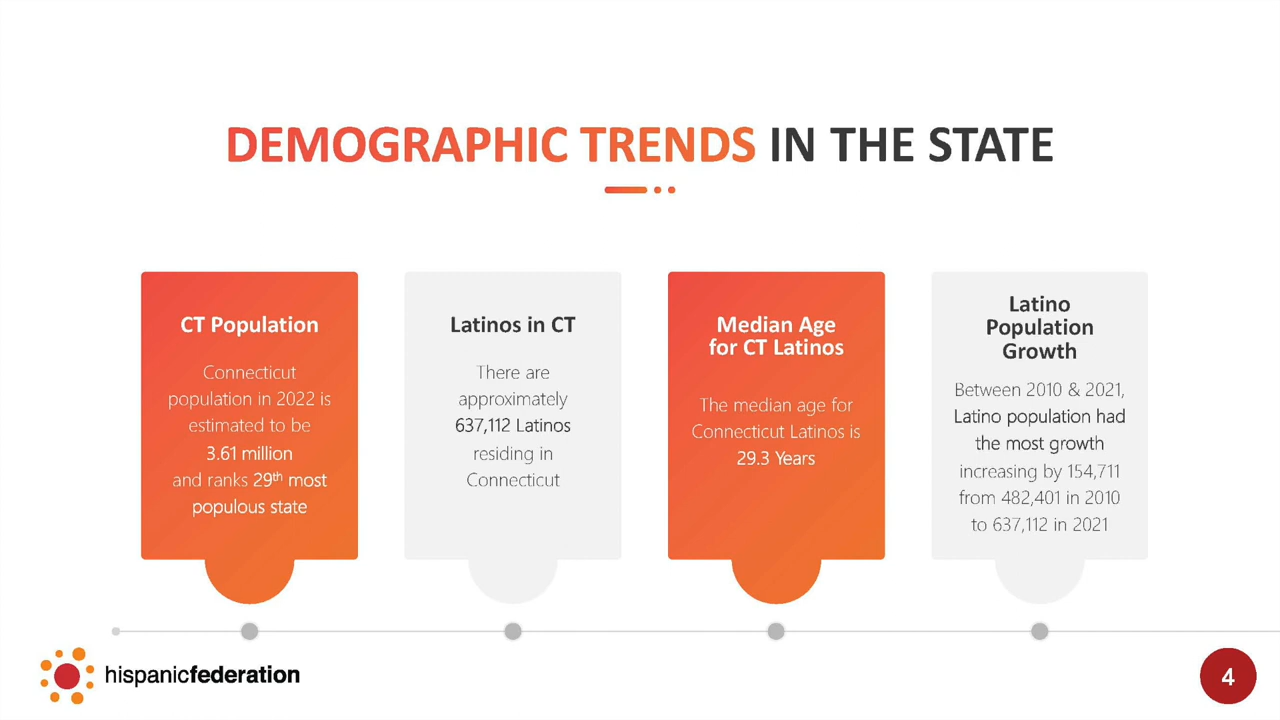 DEMOGRAPHIC TRENDS IN THE STATE
CT Population
Connecticut
population in 2022 is
estimated to be
3.61 million
and ranks 29th most
populous state
Latinos in CT
There are
approximately
637,112 Latinos
residing in
Connecticut
Median Age
for CT Latinos
The median age for
Connecticut Latinos is
29.3 Years
Latino
Population
Growth
Between 2010 & 2021,
Latino population had
the most growth
increasing by 154,711
from 482,401 in 2010
to 637,112 in 2021
hispanicfederation
4